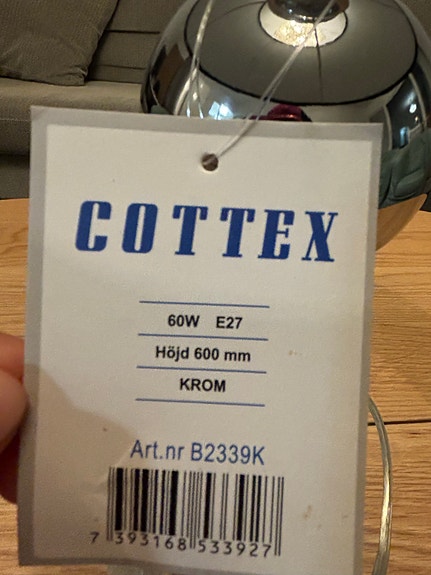 COTTEX
60W E27
Höjd 600 mm
KROM
Art.nr B2339K
7 393168 533927